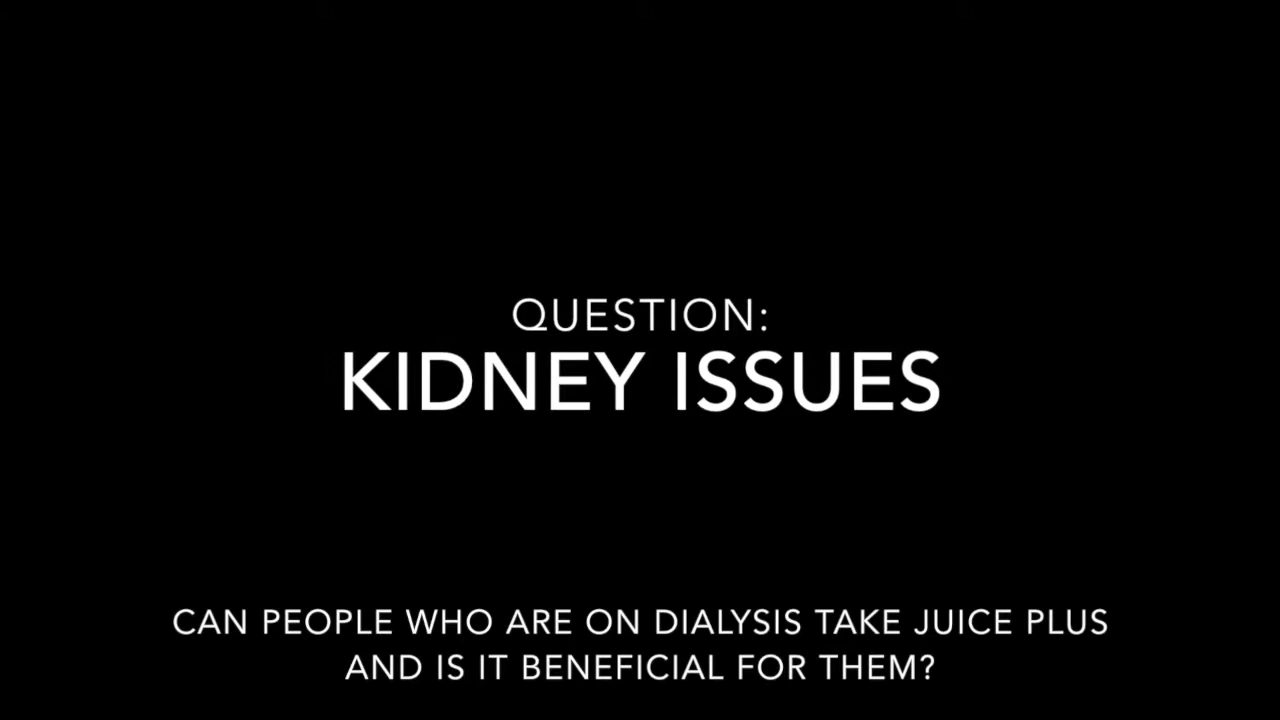 QUESTION:
KIDNEY ISSUES
CAN PEOPLE WHO ARE ON DIALYSIS TAKE JUICE PLUS
AND IS IT BENEFICIAL FOR THEM?